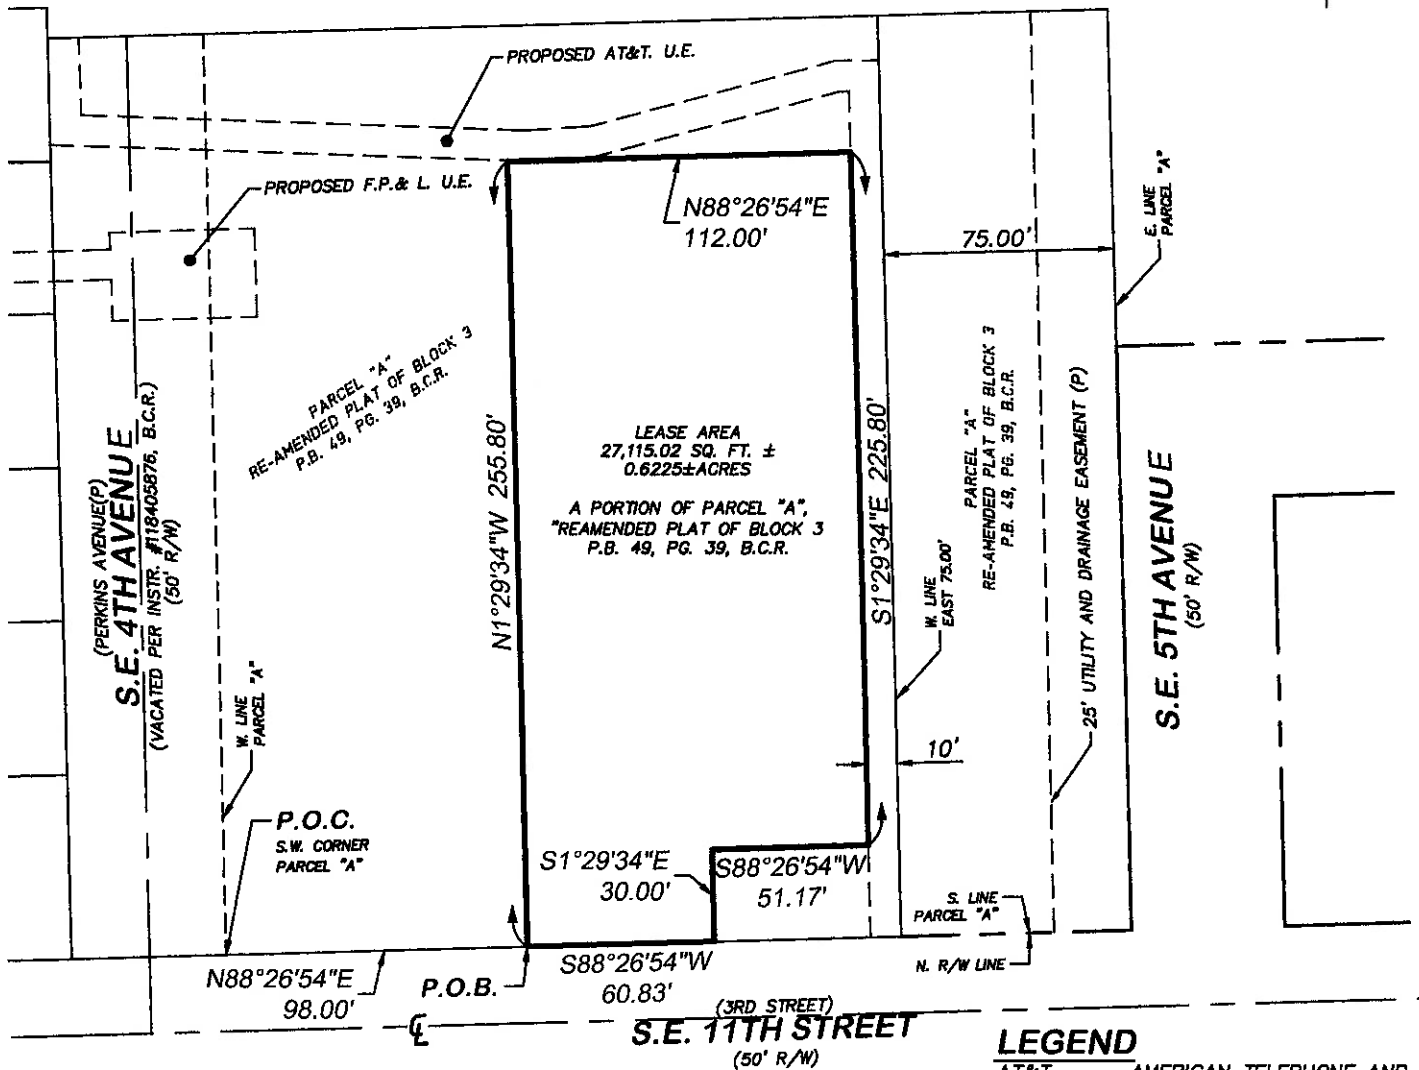 PROPOSED AT&T. U.E.
PROPOSED F.P.& L. U.E.
N88°26'54"E
112.00'
75.00'
E. LINE
PARCEL "A"
PARCEL "A"
RE-AMENDED PLAT OF BLOCK 3
P.B. 49, PG. 39, B.C.R.
LEASE AREA
27,115.02 SQ. FT. ±
0.6225±ACRES
A PORTION OF PARCEL "A",
"REAMENDED PLAT OF BLOCK 3
P.B. 49, PG. 39, B.C.R.
N1°29'34"W 255.80'
S1°29'34"E 225.80'
W. LINE
EAST 75.00'
PARCEL "A"
RE-AMENDED PLAT OF BLOCK 3
P.B. 49, PG. 39, B.C.R.
25' UTILITY AND DRAINAGE EASEMENT (P)
S.E. 5TH AVENUE
(50' R/W)
(PERKINS AVENUE(P)
S.E. 4TH AVENUE
(VACATED PER INSTR. #118405876, B.C.R.)
(50' R/W)
W. LINE
PARCEL "A"
10'
P.O.C.
S.W. CORNER
PARCEL "A"
S1°29'34"E
30.00'
S88°26'54"W
51.17'
S. LINE
PARCEL "A"
N. R/W LINE
N88°26'54"E
98.00'
P.O.B.
S88°26'54"W
60.83'
(3RD STREET)
S.E. 11TH STREET
(50' R/W)
CL
LEGEND
AT&T AMERICAN TELEPHONE AND